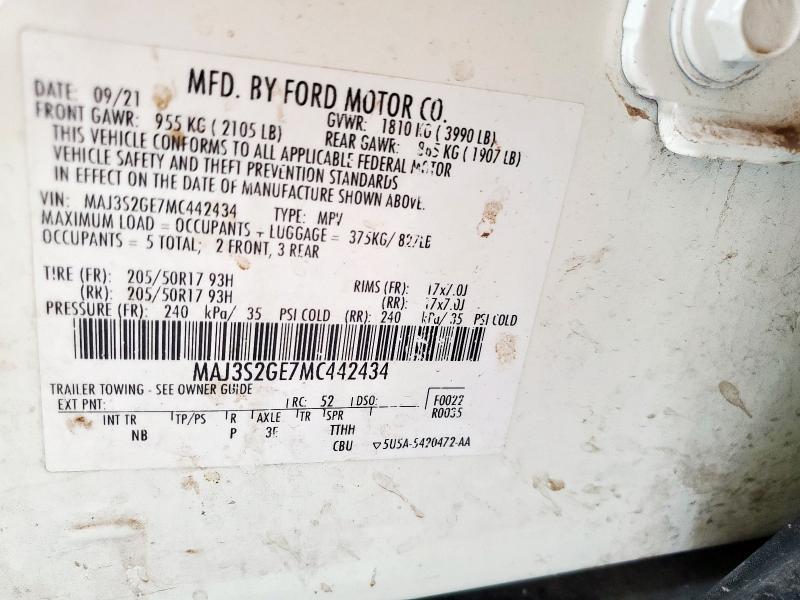 MFD. BY FORD MOTOR CO.
DATE: 09/21 GVWR: 1810 KG (3990 LB)
FRONT GAWR: 955 KG (2105 LB) REAR GAWR: 865 KG (1907 LB)
THIS VEHICLE CONFORMS TO ALL APPLICABLE FEDERAL MOTOR
VEHICLE SAFETY AND THEFT PREVENTION STANDARDS
IN EFFECT ON THE DATE OF MANUFACTURE SHOWN ABOVE.
VIN: MAJ3S2GE7MC442434 TYPE: MPV
MAXIMUM LOAD = OCCUPANTS + LUGGAGE = 375KG/827LB
OCCUPANTS = 5 TOTAL; 2 FRONT, 3 REAR
TIRE (FR): 205/50R17 93H RIMS (FR): 17x7.0J
(RR): 205/50R17 93H (RR): 17x7.0J
PRESSURE (FR): 240 kPa/ 35 PSI COLD (RR): 240 kPa/ 35 PSI COLD
MAJ3S2GE7MC442434
TRAILER TOWING - SEE OWNER GUIDE
EXT PNT: RC: 52 DSO: F0022
R0035
INT TR TP/PS R AXLE TR SPR
NB P 3E TTHH
CBU 5U5A-5420472-AA